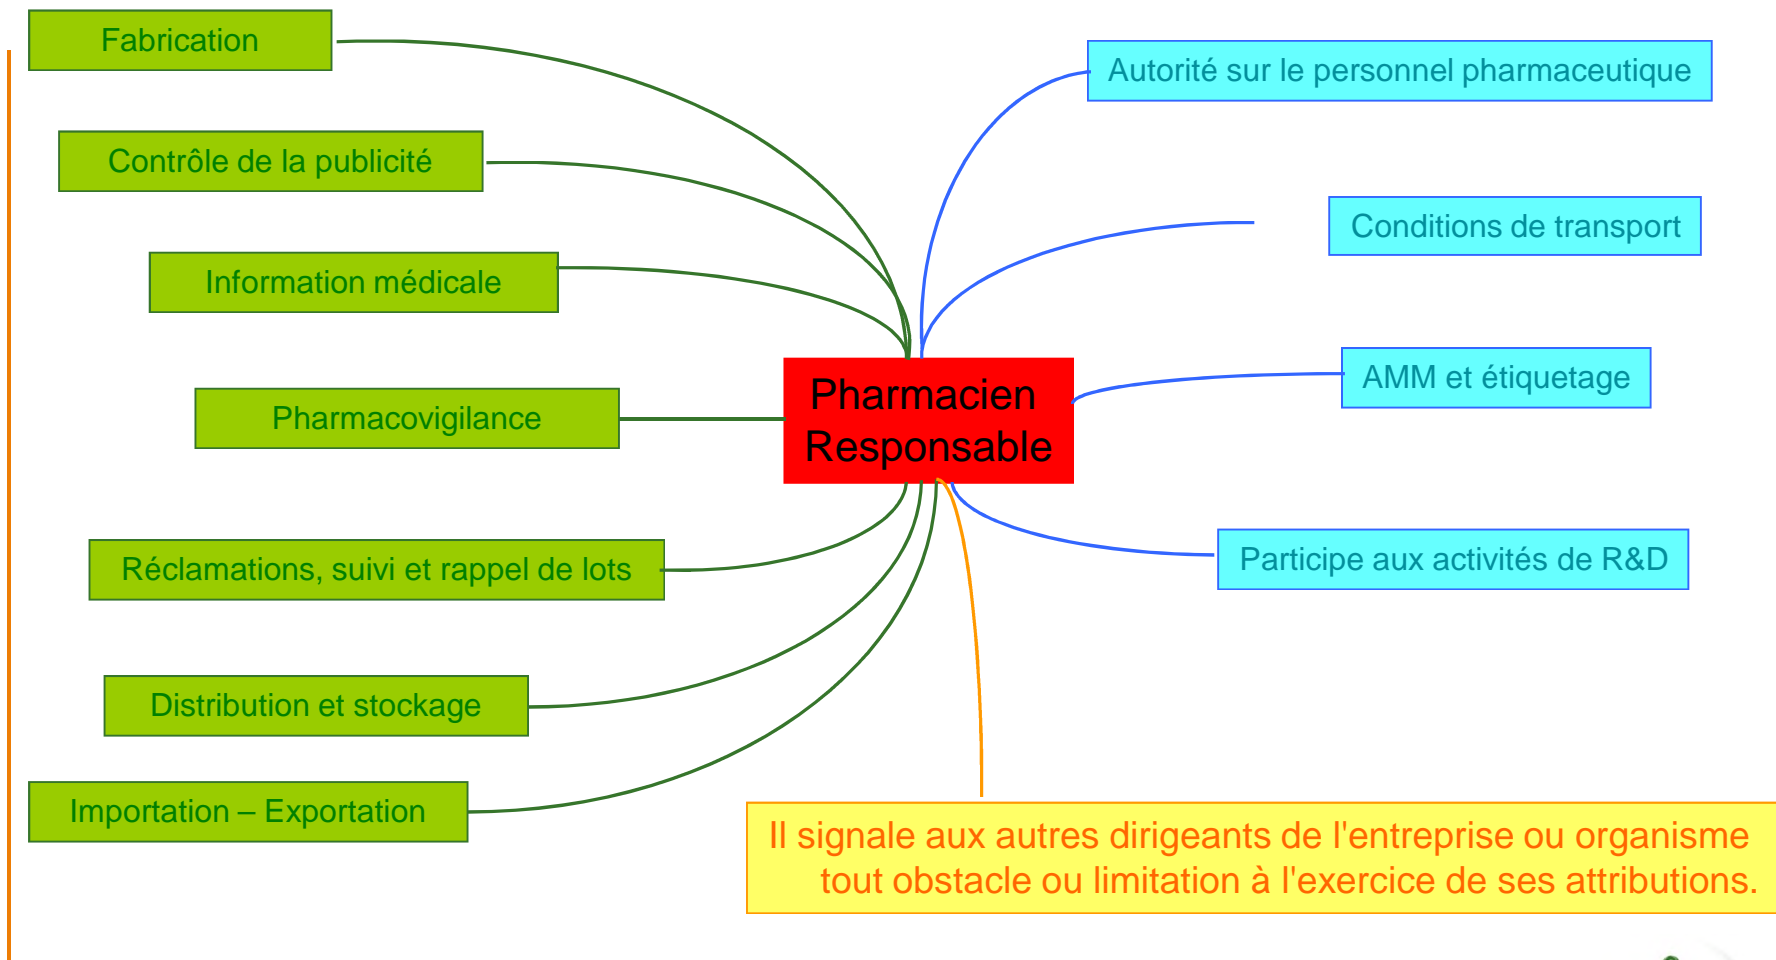 Fabrication
Contrôle de la publicité
Information médicale
Pharmacovigilance
Réclamations, suivi et rappel de lots
Distribution et stockage
Importation – Exportation
Pharmacien
Responsable
Autorité sur le personnel pharmaceutique
Conditions de transport
AMM et étiquetage
Participe aux activités de R&D
Il signale aux autres dirigeants de l'entreprise ou organisme
tout obstacle ou limitation à l'exercice de ses attributions.